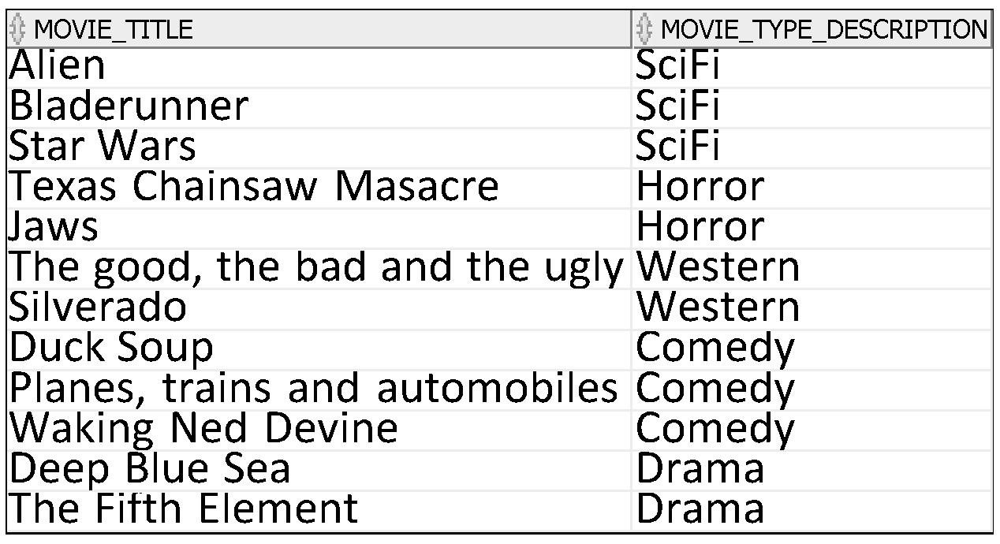 MOVIE_TITLE MOVIE_TYPE_DESCRIPTION
Alien SciFi
Bladerunner SciFi
Star Wars SciFi
Texas Chainsaw Masacre Horror
Jaws Horror
The good, the bad and the ugly Western
Silverado Western
Duck Soup Comedy
Planes, trains and automobiles Comedy
Waking Ned Devine Comedy
Deep Blue Sea Drama
The Fifth Element Drama